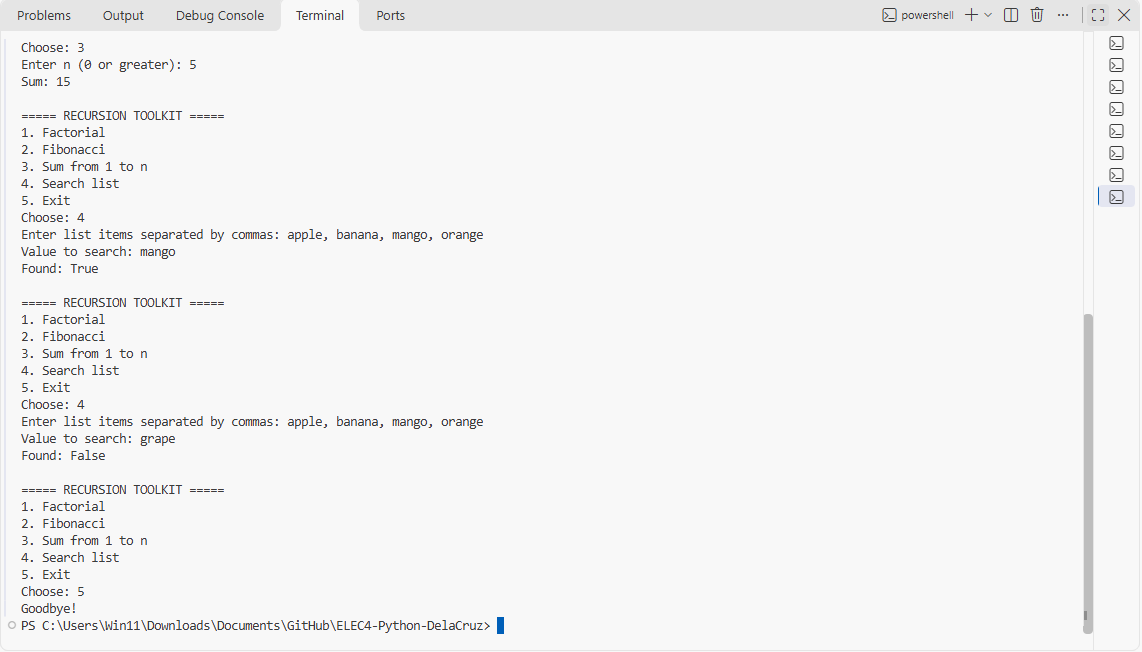 Problems Output Debug Console Terminal Ports powershell
Choose: 3
Enter n (0 or greater): 5
Sum: 15
===== RECURSION TOOLKIT =====
1. Factorial
2. Fibonacci
3. Sum from 1 to n
4. Search list
5. Exit
Choose: 4
Enter list items separated by commas: apple, banana, mango, orange
Value to search: mango
Found: True
===== RECURSION TOOLKIT =====
1. Factorial
2. Fibonacci
3. Sum from 1 to n
4. Search list
5. Exit
Choose: 4
Enter list items separated by commas: apple, banana, mango, orange
Value to search: grape
Found: False
===== RECURSION TOOLKIT =====
1. Factorial
2. Fibonacci
3. Sum from 1 to n
4. Search list
5. Exit
Choose: 5
Goodbye!
PS C:\Users\Win11\Downloads\Documents\GitHub\ELEC4-Python-DelaCruz>